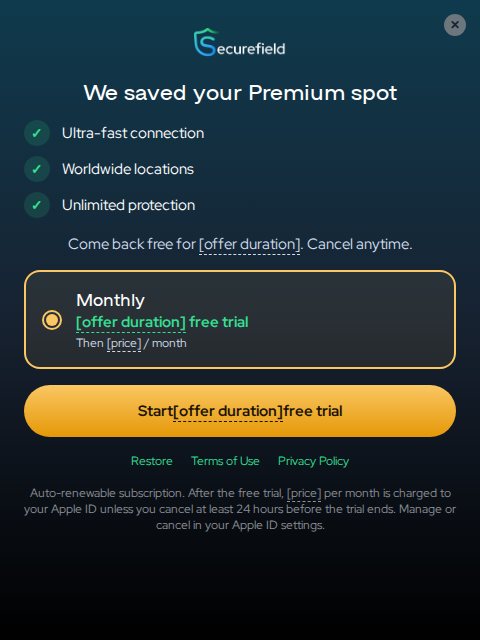 Securefield
We saved your Premium spot
Ultra-fast connection
Worldwide locations
Unlimited protection
Come back free for [offer duration]. Cancel anytime.
Monthly
[offer duration] free trial
Then [price] / month
Start[offer duration]free trial
Restore Terms of Use Privacy Policy
Auto-renewable subscription. After the free trial, [price] per month is charged to
your Apple ID unless you cancel at least 24 hours before the trial ends. Manage or
cancel in your Apple ID settings.